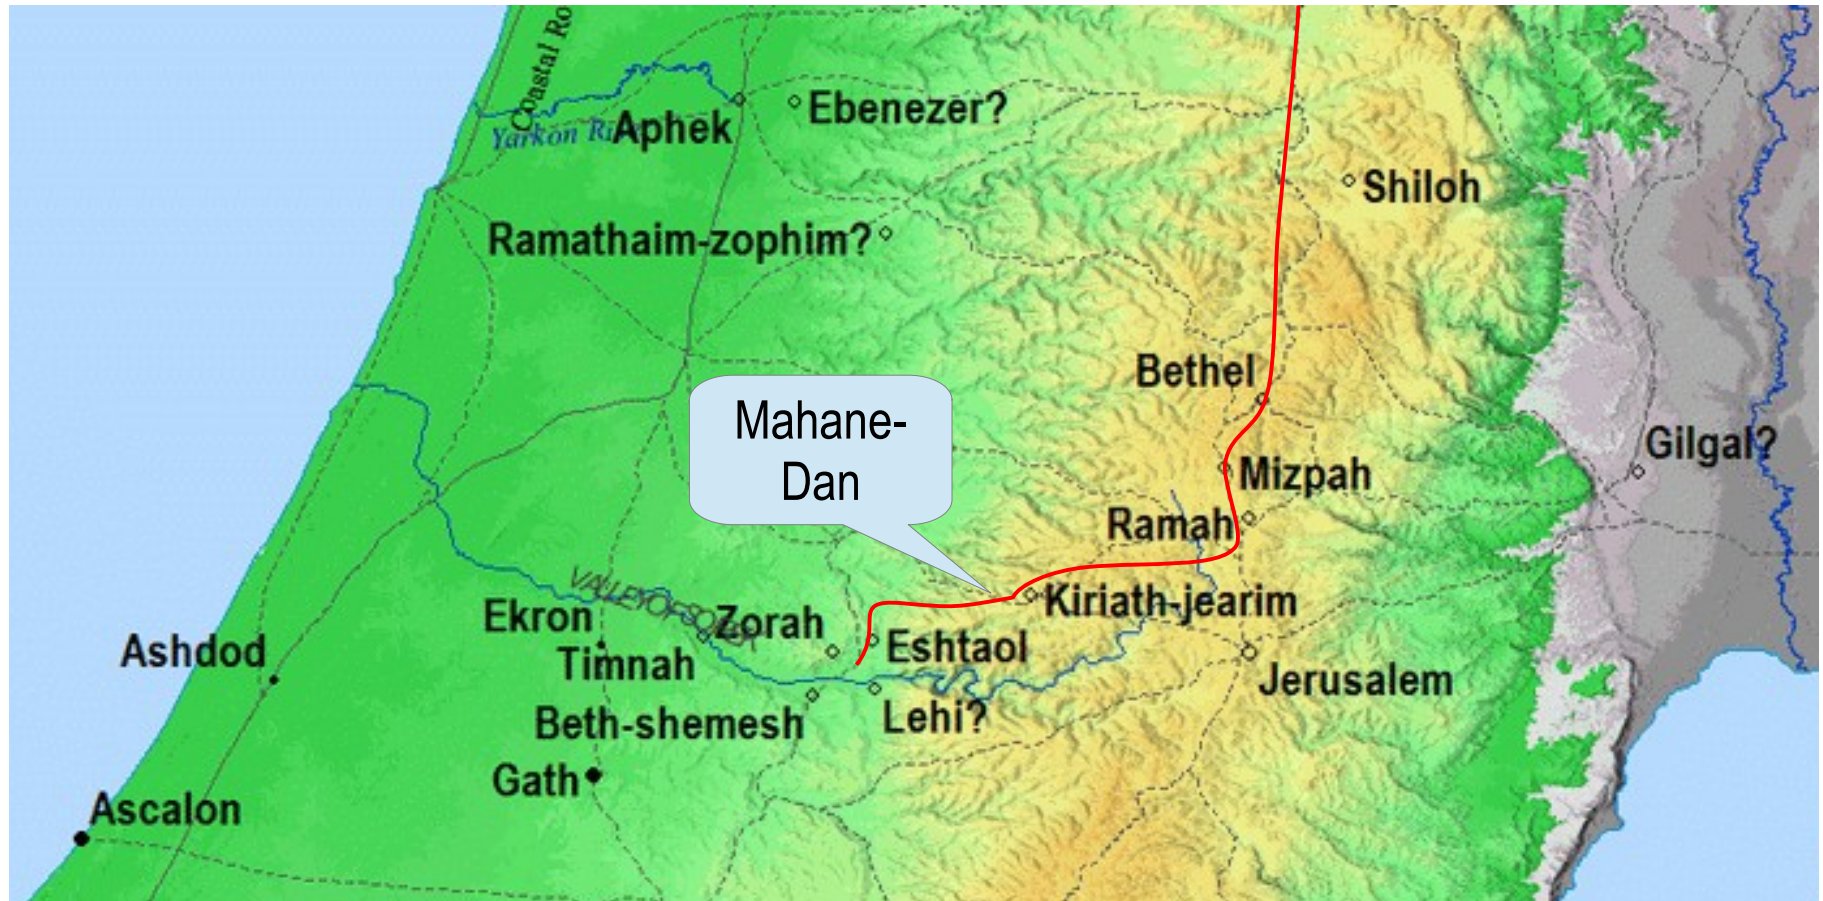 Coastal Ro
Yarkon Ri
Aphek
Ebenezer?
Shiloh
Ramathaim-zophim?
Bethel
Mahane-
Dan
Gilgal?
Mizpah
Ramah
VALLEY OF SOREK
Ekron
Zorah
Kiriath-jearim
Ashdod
Timnah
Eshtaol
Jerusalem
Beth-shemesh
Lehi?
Gath
Ascalon